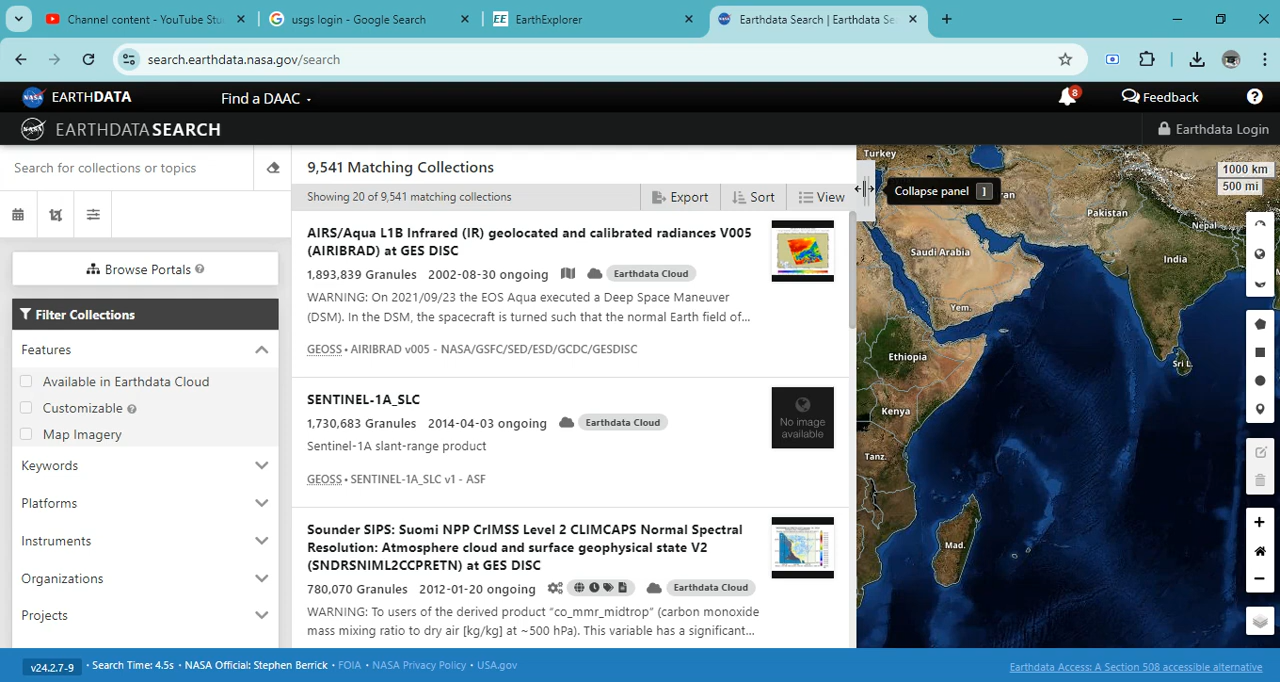 Channel content - YouTube Stu
usgs login - Google Search
EE EarthExplorer
Earthdata Search | Earthdata Se
search.earthdata.nasa.gov/search
NASA EARTHDATA
Find a DAAC
8
Feedback
?
EARTHDATA SEARCH
Earthdata Login
Search for collections or topics
9,541 Matching Collections
Showing 20 of 9,541 matching collections
Export
Sort
View
Collapse panel ]
Browse Portals ?
Filter Collections
Features
Available in Earthdata Cloud
Customizable ?
Map Imagery
Keywords
Platforms
Instruments
Organizations
Projects
AIRS/Aqua L1B Infrared (IR) geolocated and calibrated radiances V005
(AIRIBRAD) at GES DISC
1,893,839 Granules 2002-08-30 ongoing Earthdata Cloud
WARNING: On 2021/09/23 the EOS Aqua executed a Deep Space Maneuver
(DSM). In the DSM, the spacecraft is turned such that the normal Earth field of...
GEOSS • AIRIBRAD v005 - NASA/GSFC/SED/ESD/GCDC/GESDISC
SENTINEL-1A_SLC
1,730,683 Granules 2014-04-03 ongoing Earthdata Cloud
Sentinel-1A slant-range product
GEOSS • SENTINEL-1A_SLC v1 - ASF
No image
available
Sounder SIPS: Suomi NPP CrIMSS Level 2 CLIMCAPS Normal Spectral
Resolution: Atmosphere cloud and surface geophysical state V2
(SNDRSNIML2CCPRETN) at GES DISC
780,070 Granules 2012-01-20 ongoing Earthdata Cloud
WARNING: To users of the derived product “co_mmr_midtrop” (carbon monoxide
mass mixing ratio to dry air [kg/kg] at ~500 hPa). This variable has a significant...
Turkey
ran
Pakistan
Nepal
Saudi Arabia
India
Yem.
Ethiopia
Sri L.
Kenya
Tanz.
Mad.
1000 km
500 mi
v24.2.7-9 • Search Time: 4.5s • NASA Official: Stephen Berrick • FOIA • NASA Privacy Policy • USA.gov
Earthdata Access: A Section 508 accessible alternative